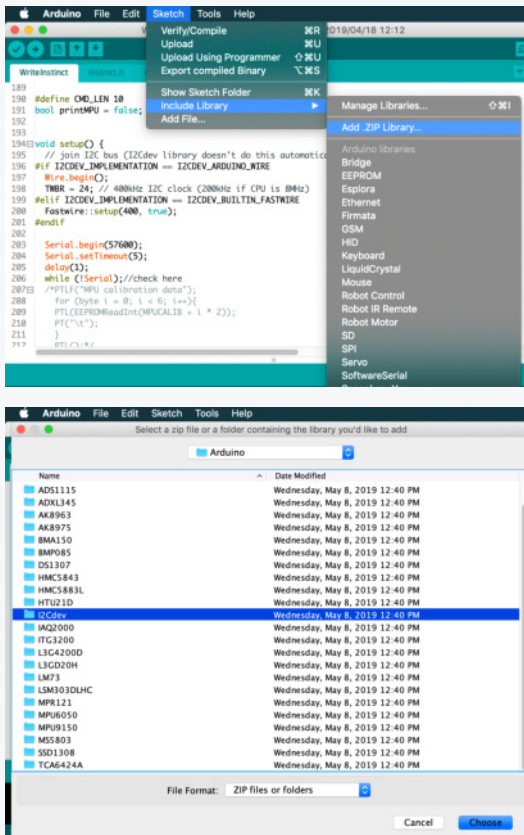 Arduino File Edit Sketch Tools Help
2019/04/18 12:12
Verify/Compile ⌘R
Upload ⌘U
Upload Using Programmer ⇧⌘U
Export compiled Binary ⌥⌘S
Show Sketch Folder ⌘K
Include Library ▶
Add File...
Manage Libraries... ⇧⌘I
Add .ZIP Library...
Arduino libraries
Bridge
EEPROM
Esplora
Ethernet
Firmata
GSM
HID
Keyboard
LiquidCrystal
Mouse
Robot Control
Robot IR Remote
Robot Motor
SD
SPI
Servo
SoftwareSerial
WriteInstinct Instinct.h
189
190 #define CMD_LEN 10
191 bool printMPU = false;
192
193
194 void setup() {
195 // join I2C bus (I2Cdev library doesn't do this automatic
196 #if I2CDEV_IMPLEMENTATION == I2CDEV_ARDUINO_WIRE
197 Wire.begin();
198 TWBR = 24; // 400kHz I2C clock (200kHz if CPU is 8MHz)
199 #elif I2CDEV_IMPLEMENTATION == I2CDEV_BUILTIN_FASTWIRE
200 Fastwire::setup(400, true);
201 #endif
202
203 Serial.begin(57600);
204 Serial.setTimeout(5);
205 delay(1);
206 while (!Serial);//check here
207 /*PTLF("MPU calibration data");
208 for (byte i = 0; i < 6; i++){
209 PTL(EEPROMReadInt(MPUCALIB + i * 2));
210 PT("\t");
211 }
212 PTL();*/
Arduino File Edit Sketch Tools Help
Select a zip file or a folder containing the library you'd like to add
Arduino
Name Date Modified
ADS1115 Wednesday, May 8, 2019 12:40 PM
ADXL345 Wednesday, May 8, 2019 12:40 PM
AK8963 Wednesday, May 8, 2019 12:40 PM
AK8975 Wednesday, May 8, 2019 12:40 PM
BMA150 Wednesday, May 8, 2019 12:40 PM
BMP085 Wednesday, May 8, 2019 12:40 PM
DS1307 Wednesday, May 8, 2019 12:40 PM
HMC5843 Wednesday, May 8, 2019 12:40 PM
HMC5883L Wednesday, May 8, 2019 12:40 PM
HTU21D Wednesday, May 8, 2019 12:40 PM
I2Cdev Wednesday, May 8, 2019 12:40 PM
IAQ2000 Wednesday, May 8, 2019 12:40 PM
ITG3200 Wednesday, May 8, 2019 12:40 PM
L3G4200D Wednesday, May 8, 2019 12:40 PM
L3GD20H Wednesday, May 8, 2019 12:40 PM
LM73 Wednesday, May 8, 2019 12:40 PM
LSM303DLHC Wednesday, May 8, 2019 12:40 PM
MPR121 Wednesday, May 8, 2019 12:40 PM
MPU6050 Wednesday, May 8, 2019 12:40 PM
MPU9150 Wednesday, May 8, 2019 12:40 PM
MS5803 Wednesday, May 8, 2019 12:40 PM
SSD1308 Wednesday, May 8, 2019 12:40 PM
TCA6424A Wednesday, May 8, 2019 12:40 PM
File Format: ZIP files or folders
Cancel Choose